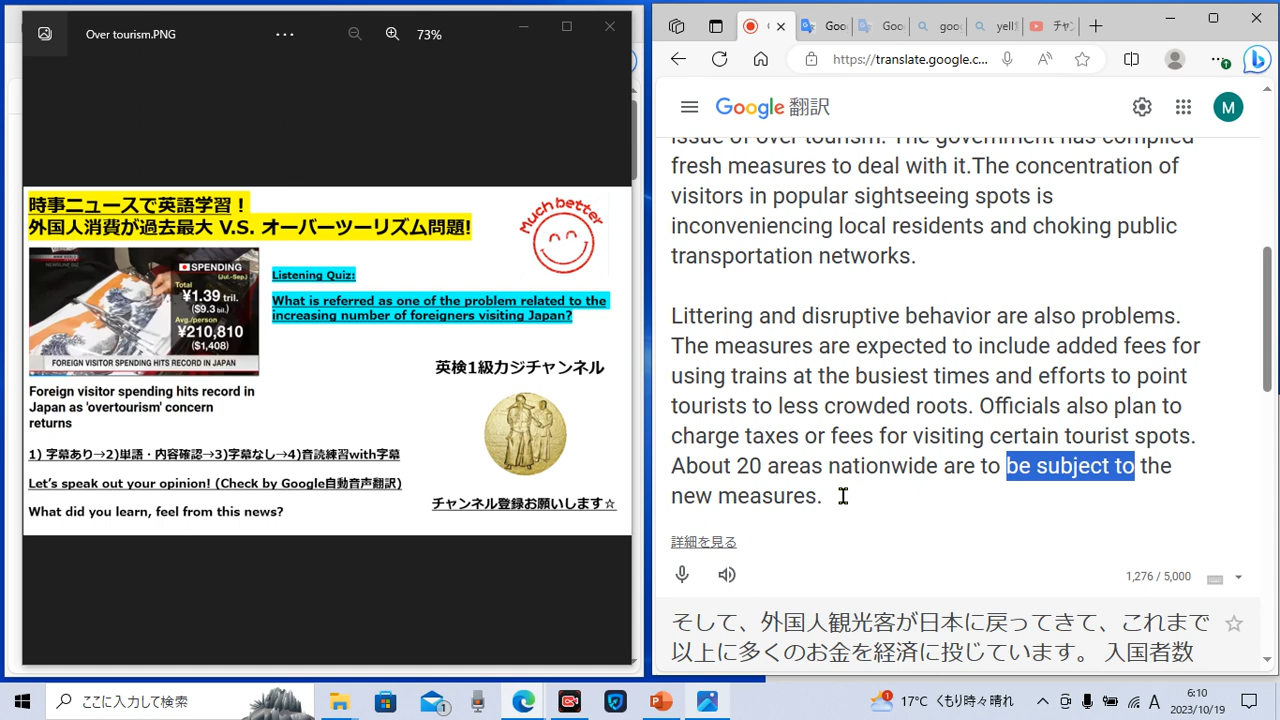 Over tourism.PNG
73%
時事ニュースで英語学習！
外国人消費が過去最大 V.S. オーバーツーリズム問題!
Much better
SPENDING
(Jul.-Sep.)
Total
¥1.39 tril.
($9.3 bil.)
Avg./person
¥210,810
($1,408)
FOREIGN VISITOR SPENDING HITS RECORD IN JAPAN
Listening Quiz:
What is referred as one of the problem related to the
increasing number of foreigners visiting Japan?
英検1級カジチャンネル
Foreign visitor spending hits record in
Japan as 'overtourism' concern
returns
1) 字幕あり→2)単語・内容確認→3)字幕なし→4)音読練習with字幕
Let's speak out your opinion! (Check by Google自動音声翻訳)
チャンネル登録お願いします☆
What did you learn, feel from this news?
Goo
Goo
goo
yell
チャン
https://translate.google.c...
Google 翻訳
M
issue of over tourism. The government has compiled
fresh measures to deal with it.The concentration of
visitors in popular sightseeing spots is
inconveniencing local residents and choking public
transportation networks.
Littering and disruptive behavior are also problems.
The measures are expected to include added fees for
using trains at the busiest times and efforts to point
tourists to less crowded roots. Officials also plan to
charge taxes or fees for visiting certain tourist spots.
About 20 areas nationwide are to be subject to the
new measures.
詳細を見る
1,276 / 5,000
そして、外国人観光客が日本に戻ってきて、これまで
以上に多くのお金を経済に投じています。 入国者数
ここに入力して検索
17°C くもり時々晴れ
A
6:10
2023/10/19